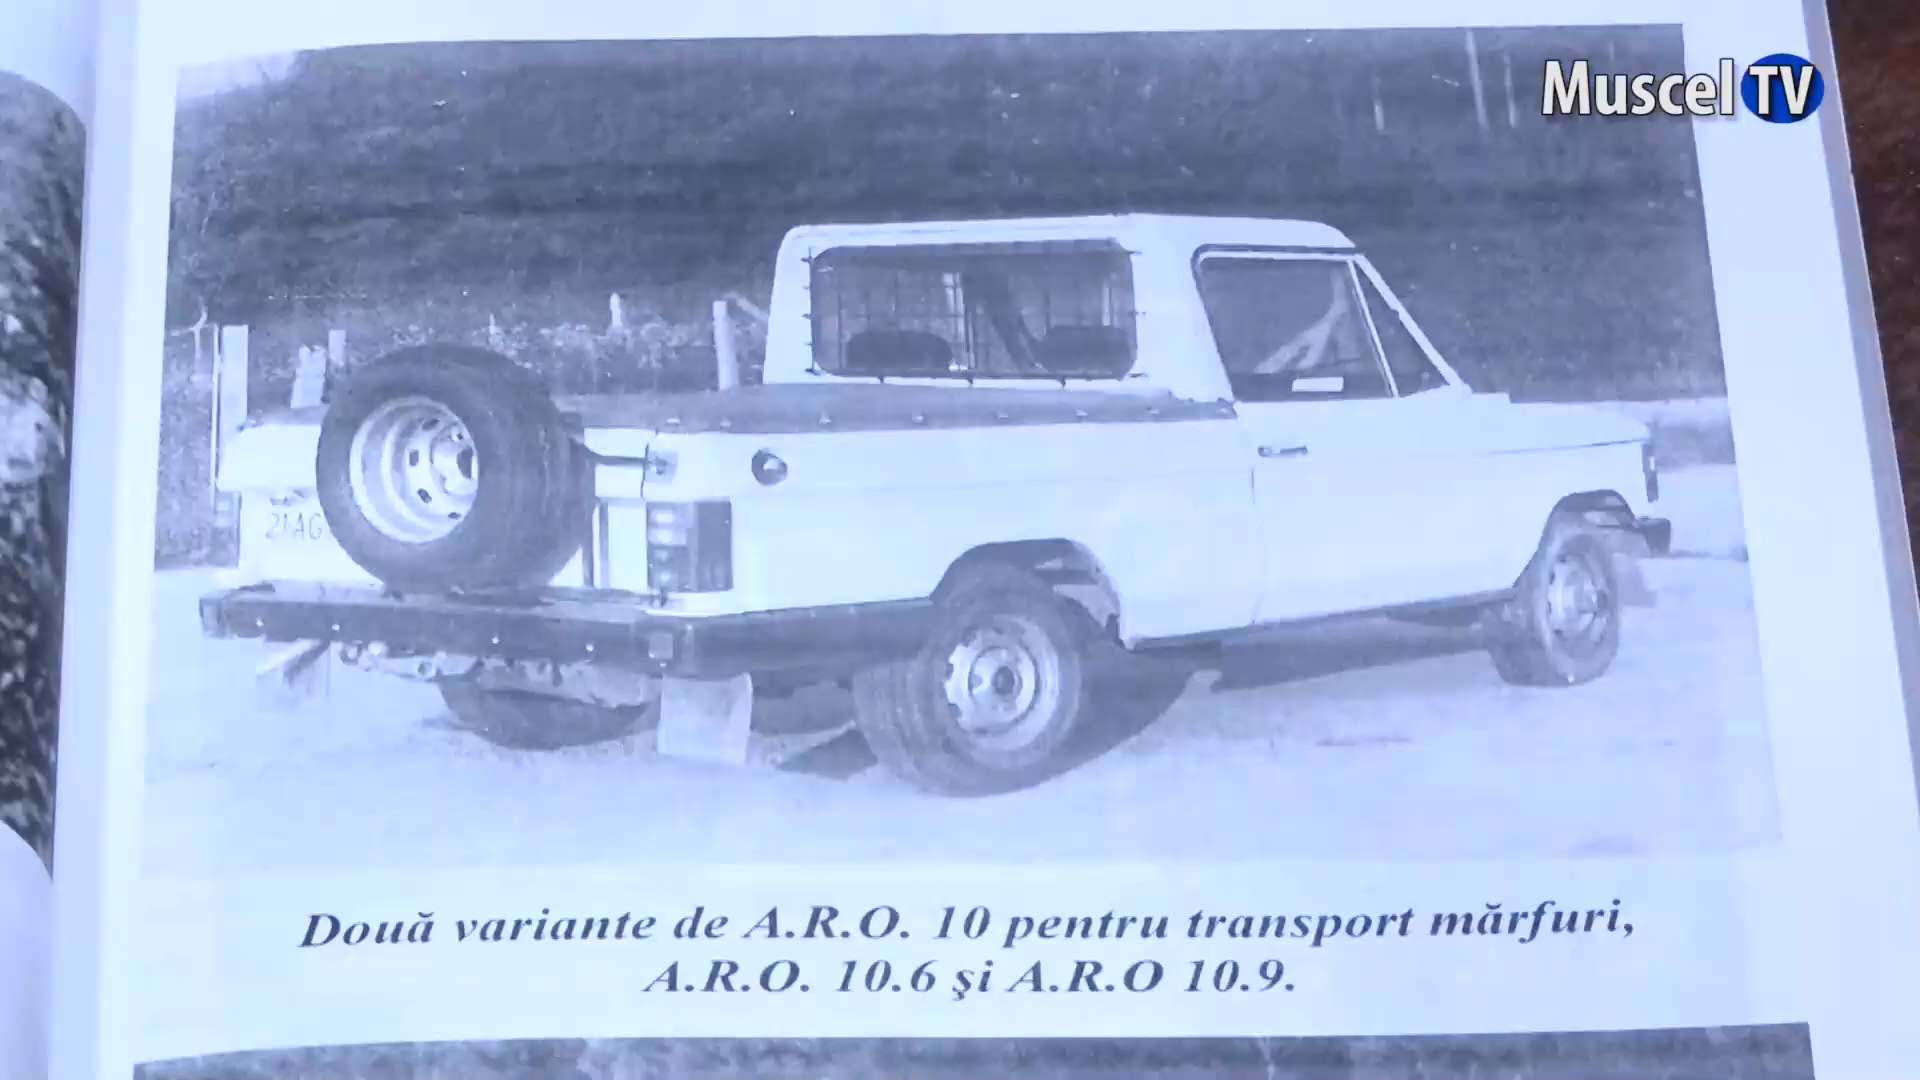 Muscel TV
21AG
Două variante de A.R.O. 10 pentru transport mărfuri,
A.R.O. 10.6 şi A.R.O 10.9.